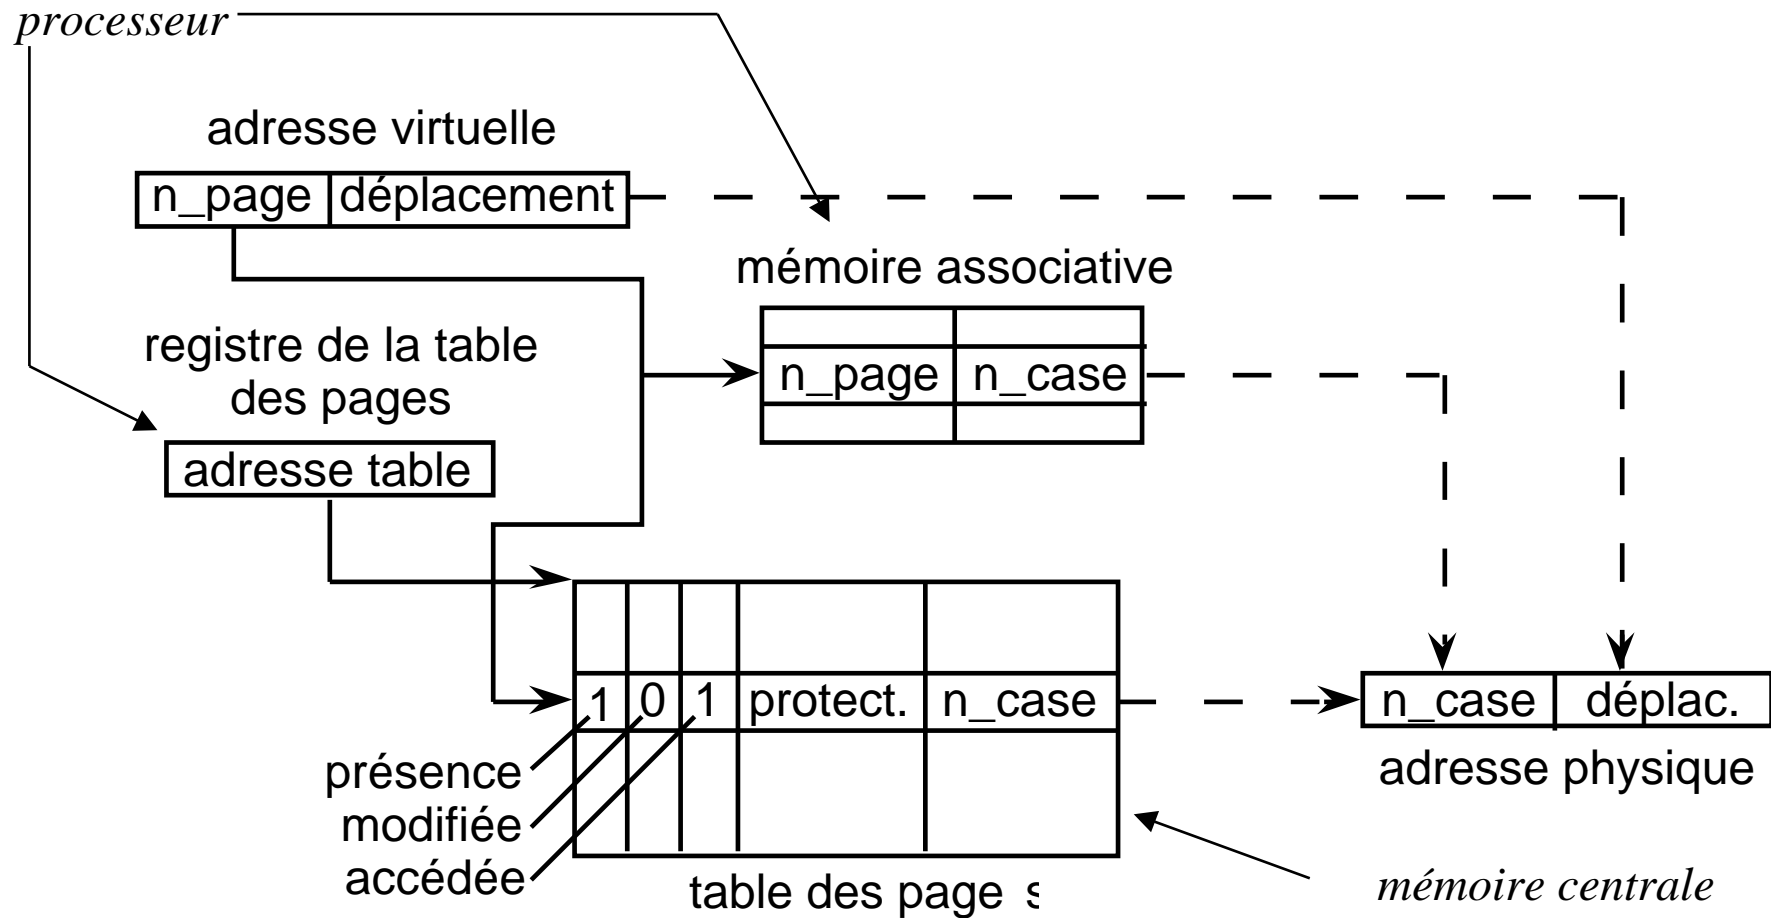 processeur
adresse virtuelle
n_page déplacement
mémoire associative
n_page n_case
registre de la table
des pages
adresse table
1 0 1 protect. n_case
n_case déplac.
adresse physique
présence
modifiée
accédée
table des page s
mémoire centrale